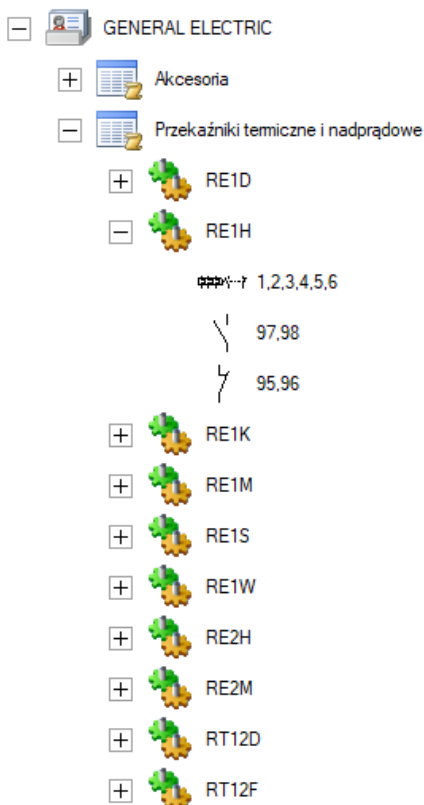 GENERAL ELECTRIC
Akcesoria
Przekaźniki termiczne i nadprądowe
RE1D
RE1H
1,2,3,4,5,6
97,98
95,96
RE1K
RE1M
RE1S
RE1W
RE2H
RE2M
RT12D
RT12F